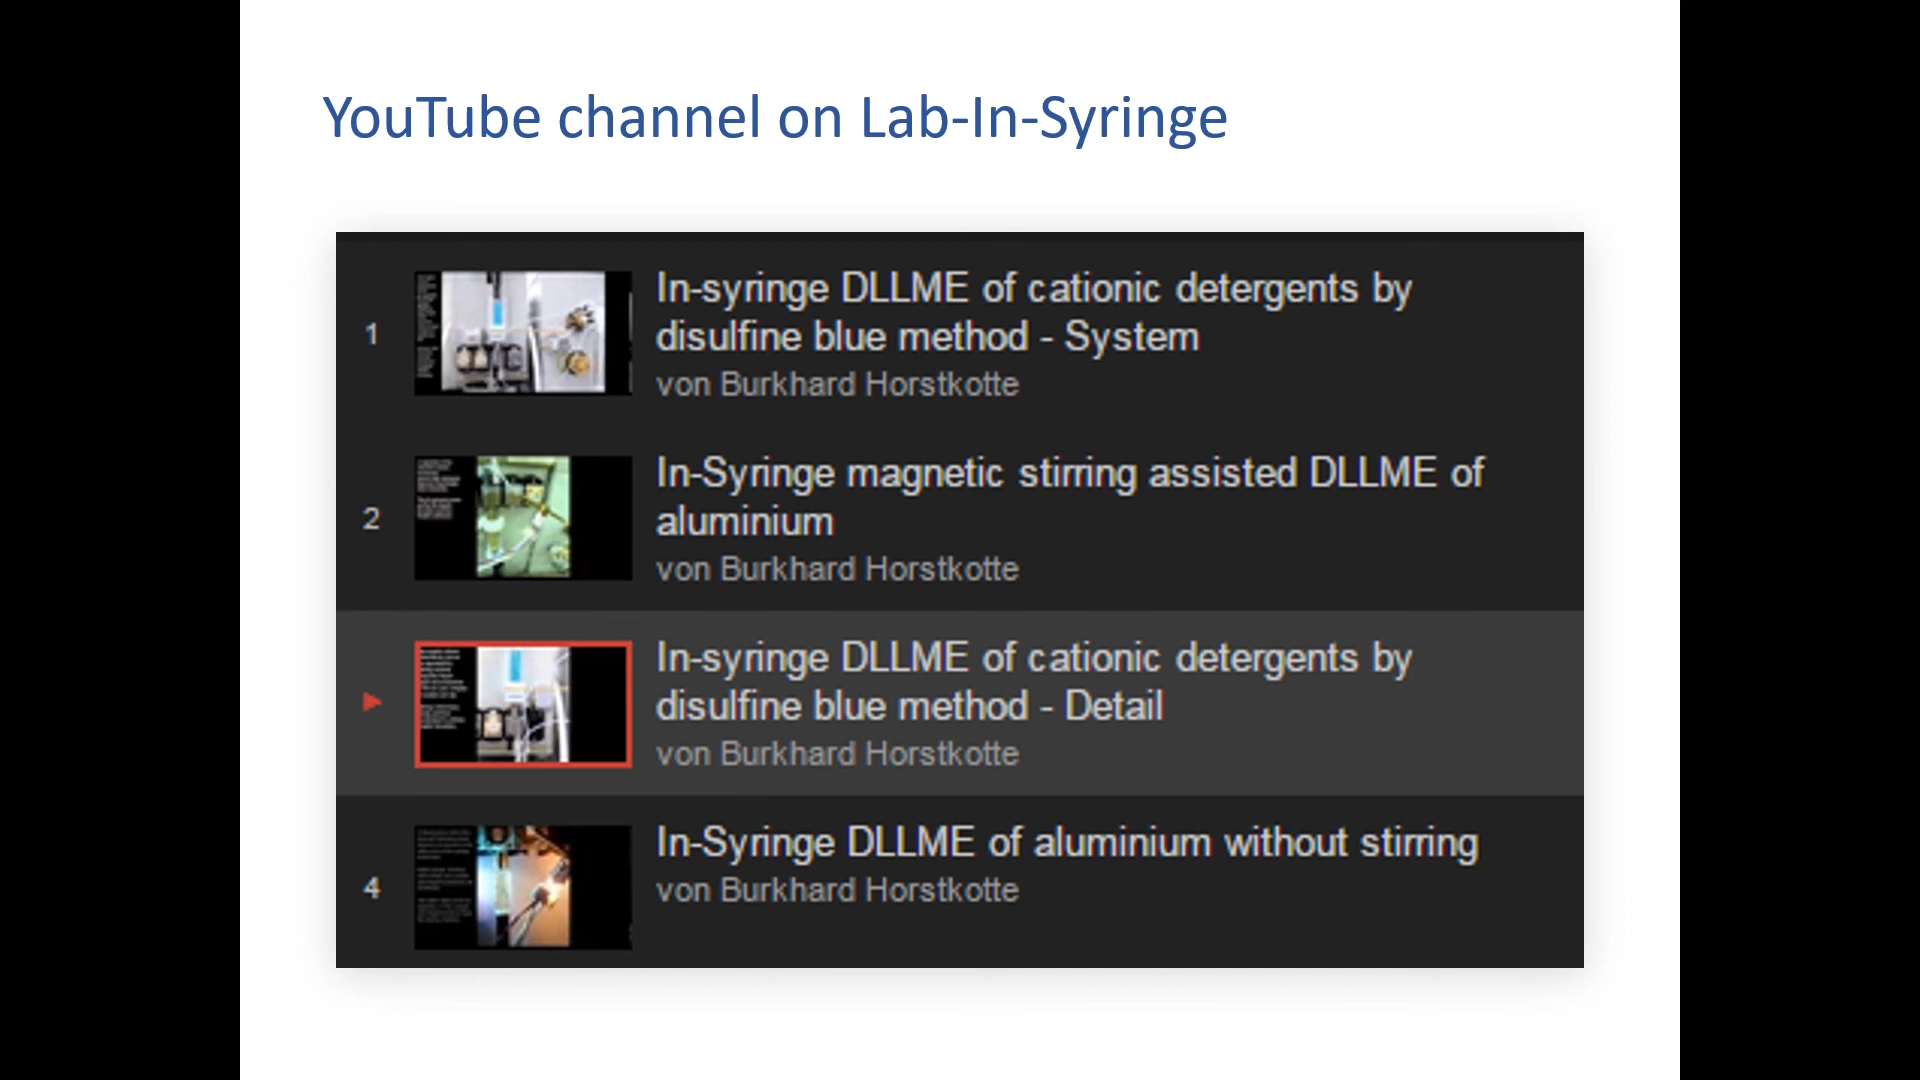 YouTube channel on Lab-In-Syringe
1
In-syringe DLLME of cationic detergents by
disulfine blue method - System
von Burkhard Horstkotte
2
In-Syringe magnetic stirring assisted DLLME of
aluminium
von Burkhard Horstkotte
In-syringe DLLME of cationic detergents by
disulfine blue method - Detail
von Burkhard Horstkotte
4
In-Syringe DLLME of aluminium without stirring
von Burkhard Horstkotte